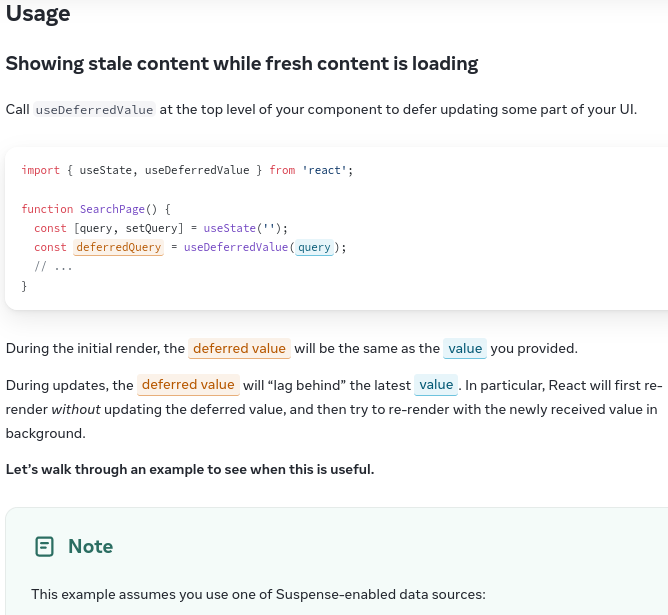 Usage
Showing stale content while fresh content is loading
Call useDeferredValue at the top level of your component to defer updating some part of your UI.
import { useState, useDeferredValue } from 'react';
function SearchPage() {
  const [query, setQuery] = useState('');
  const deferredQuery = useDeferredValue(query);
  // ...
}
During the initial render, the deferred value will be the same as the value you provided.
During updates, the deferred value will “lag behind” the latest value. In particular, React will first re-
render without updating the deferred value, and then try to re-render with the newly received value in
background.
Let’s walk through an example to see when this is useful.
Note
This example assumes you use one of Suspense-enabled data sources: